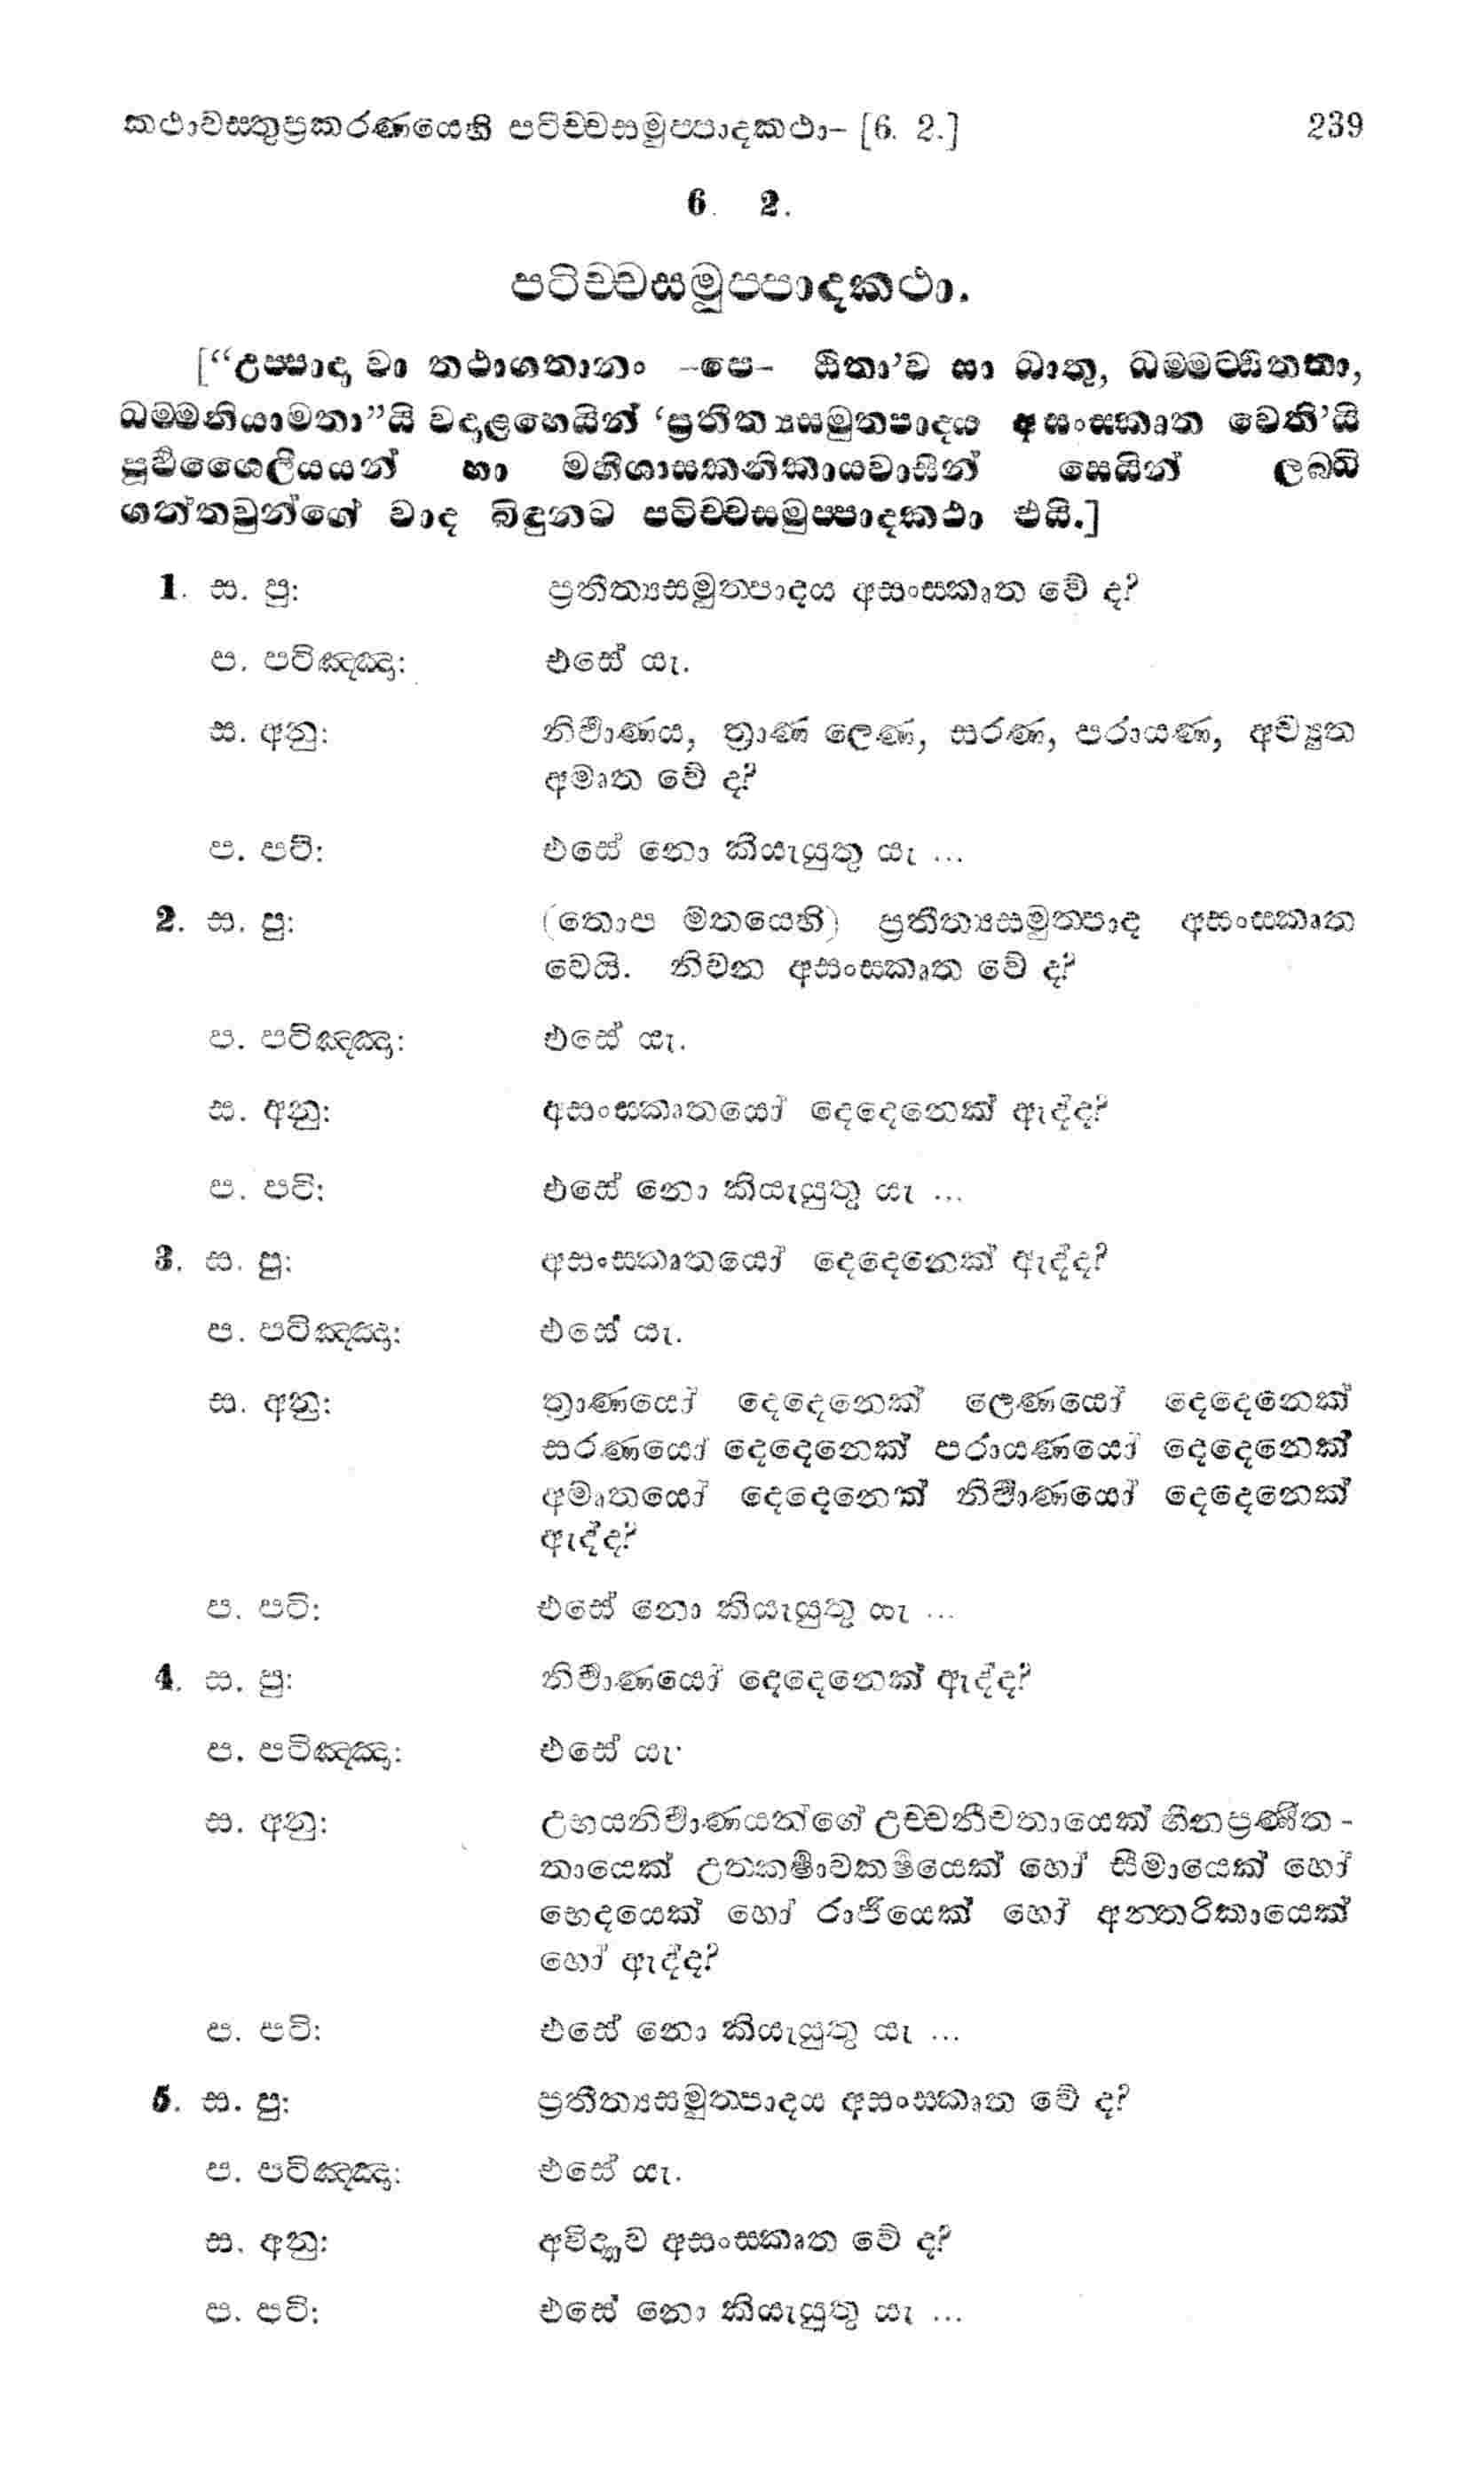 කථාවස්තුප්‍රකරණයෙහි පටිච්චසමුප්පාදකථා– [6. 2.] 239
6. 2.
පටිච්චසමුප්පාදකථා.
[“උප්පාදා වා තථාගතානං –පෙ– ඨිතා’ව සා ධාතු, ධම්මට්ඨිතතා,
ධම්මනියාමතා”යි වදාළහෙයින් ‘ප්‍රතීත්‍යසමුත්පාදය අසංස්කෘත වෙති’යි
පූර්‍වශෛලියයන් හා මහීශාසකනිකායවාසීන් සෙයින් ලබ්ධි
ගත්තවුන්ගේ වාද බිඳුනට පටිච්චසමුප්පාදකථා එයි.]
1. ස. පු: ප්‍රතීත්‍යසමුත්පාදය අසංස්කෘත වේ ද?
ප. පටිඤ්ඤා: එසේ යැ.
ස. අනු: නිර්‍වාණය, ත්‍රාණ ලෙණ, සරණ, පරායණ, අච්‍යුත
අමෘත වේ ද?
ප. පටි: එසේ නො කියැයුතු යැ ...
2. ස. පු: (තොප මතයෙහි) ප්‍රතීත්‍යසමුත්පාද අසංස්කෘත
වෙයි. නිවන අසංස්කෘත වේ ද?
ප. පටිඤ්ඤා: එසේ යැ.
ස. අනු: අසංස්කෘතයෝ දෙදෙනෙක් ඇද්ද?
ප. පටි: එසේ නො කියැයුතු යැ ...
3. ස. පු: අසංස්කෘතයෝ දෙදෙනෙක් ඇද්ද?
ප. පටිඤ්ඤා: එසේ යැ.
ස. අනු: ත්‍රාණයෝ දෙදෙනෙක් ලෙණයෝ දෙදෙනෙක්
සරණයෝ දෙදෙනෙක් පරායණයෝ දෙදෙනෙක්
අමෘතයෝ දෙදෙනෙක් නිර්‍වාණයෝ දෙදෙනෙක්
ඇද්ද?
ප. පටි: එසේ නො කියැයුතු යැ ...
4. ස. පු: නිර්‍වාණයෝ දෙදෙනෙක් ඇද්ද?
ප. පටිඤ්ඤා: එසේ යැ.
ස. අනු: උභයනිර්‍වාණයන්ගේ උච්චනීචතායෙක් හීනප්‍රණීත-
තායෙක් උත්කර්‍ෂාවකර්‍ෂයෙක් හෝ සීමායෙක් හෝ
භෙදයෙක් හෝ රාජියෙක් හෝ අන්තරිකායෙක්
හෝ ඇද්ද?
ප. පටි: එසේ නො කියැයුතු යැ ...
5. ස. පු: ප්‍රතීත්‍යසමුත්පාදය අසංස්කෘත වේ ද?
ප. පටිඤ්ඤා: එසේ යැ.
ස. අනු: අවිද්‍යාව අසංස්කෘත වේ ද?
ප. පටි: එසේ නො කියැයුතු යැ ...